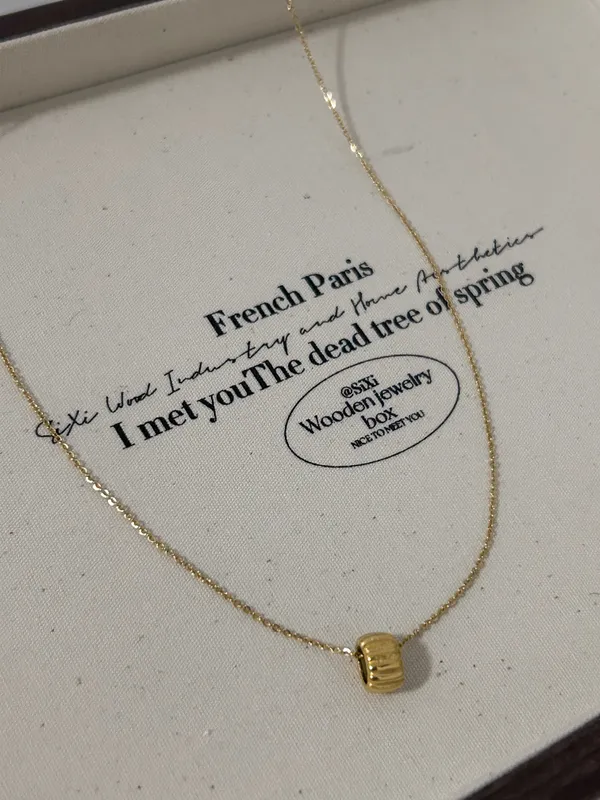 French Paris
SiXi Wood Industry and Home Aesthetics
I met youThe dead tree of spring
@SiXi
Wooden jewelry
box
NICE TO MEET YOU